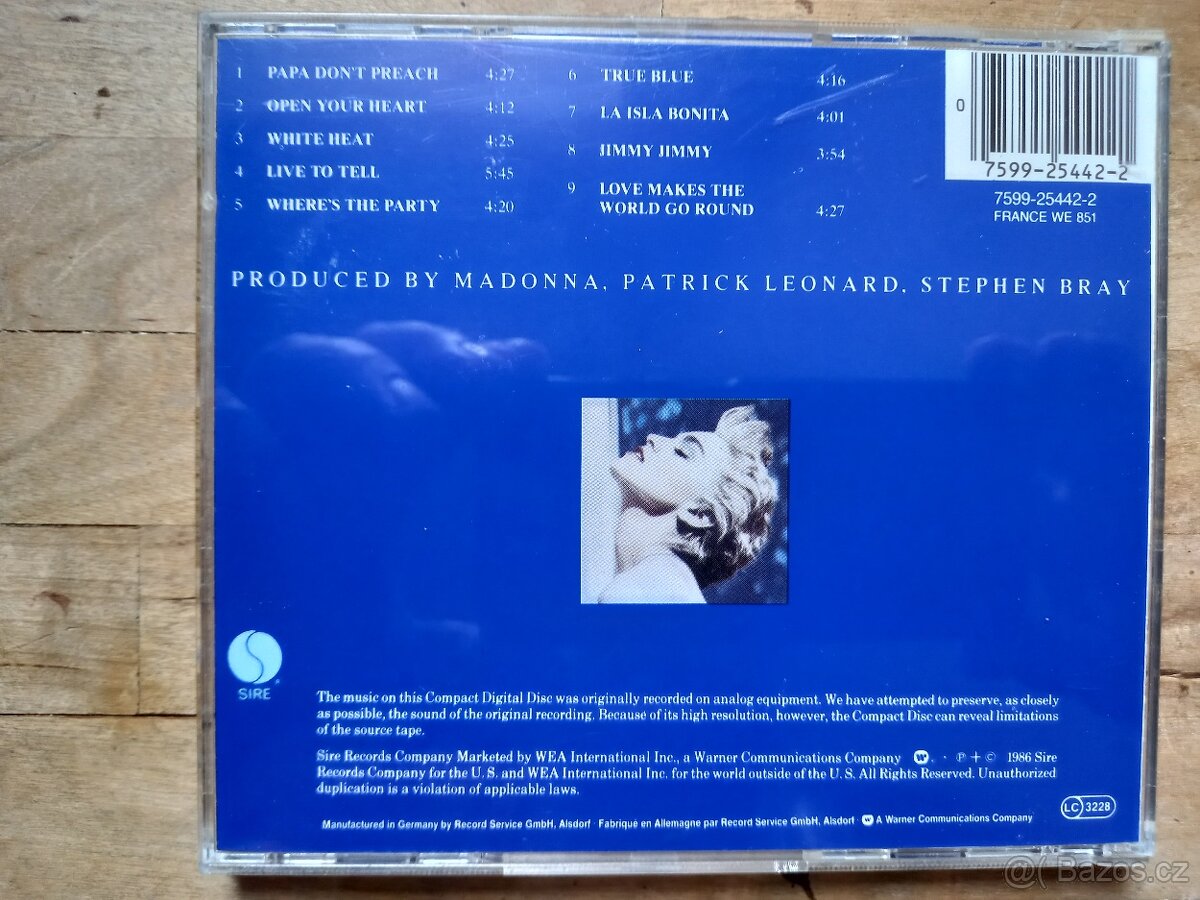 1 PAPA DON'T PREACH 4:27
2 OPEN YOUR HEART 4:12
3 WHITE HEAT 4:25
4 LIVE TO TELL 5:45
5 WHERE'S THE PARTY 4:20
6 TRUE BLUE 4:16
7 LA ISLA BONITA 4:01
8 JIMMY JIMMY 3:54
9 LOVE MAKES THE
WORLD GO ROUND 4:27
0
7599-25442-2
7599-25442-2
FRANCE WE 851
PRODUCED BY MADONNA, PATRICK LEONARD, STEPHEN BRAY
SIRE
The music on this Compact Digital Disc was originally recorded on analog equipment. We have attempted to preserve, as closely
as possible, the sound of the original recording. Because of its high resolution, however, the Compact Disc can reveal limitations
of the source tape.
Sire Records Company Marketed by WEA International Inc., a Warner Communications Company W. · ℗ + © 1986 Sire
Records Company for the U.S. and WEA International Inc. for the world outside of the U.S. All Rights Reserved. Unauthorized
duplication is a violation of applicable laws.
LC 3228
Manufactured in Germany by Record Service GmbH, Alsdorf · Fabriqué en Allemagne par Record Service GmbH, Alsdorf · W A Warner Communications Company
@( Bazos.cz